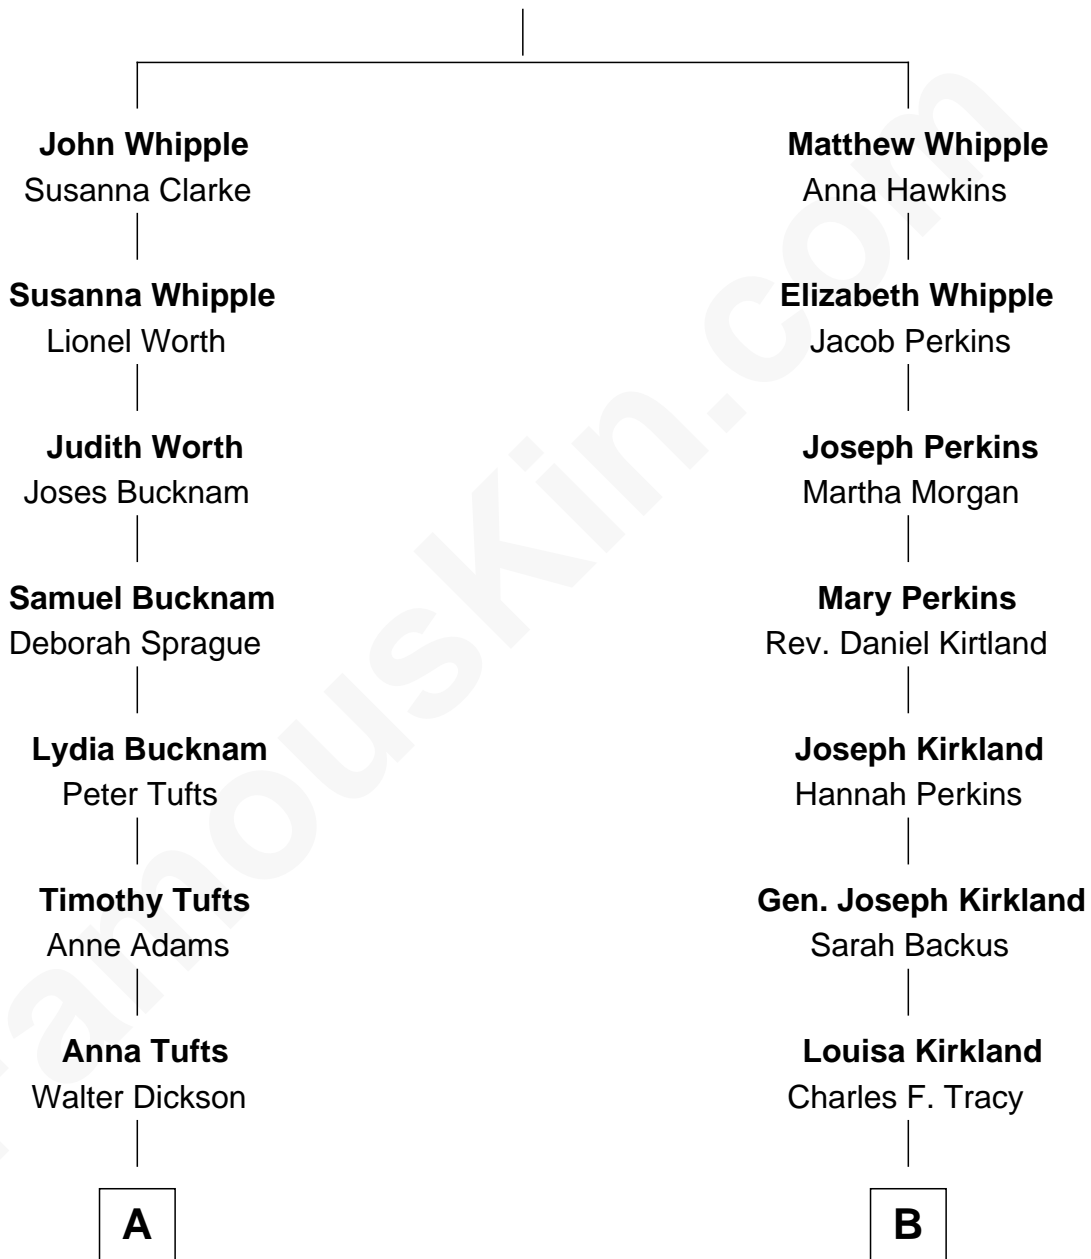 John Whipple
Susanna Clarke
Susanna Whipple
Lionel Worth
Judith Worth
Joses Bucknam
Samuel Bucknam
Deborah Sprague
Lydia Bucknam
Peter Tufts
Timothy Tufts
Anne Adams
Anna Tufts
Walter Dickson
A
Matthew Whipple
Anna Hawkins
Elizabeth Whipple
Jacob Perkins
Joseph Perkins
Martha Morgan
Mary Perkins
Rev. Daniel Kirtland
Joseph Kirkland
Hannah Perkins
Gen. Joseph Kirkland
Sarah Backus
Louisa Kirkland
Charles F. Tracy
B
FamousKin.com